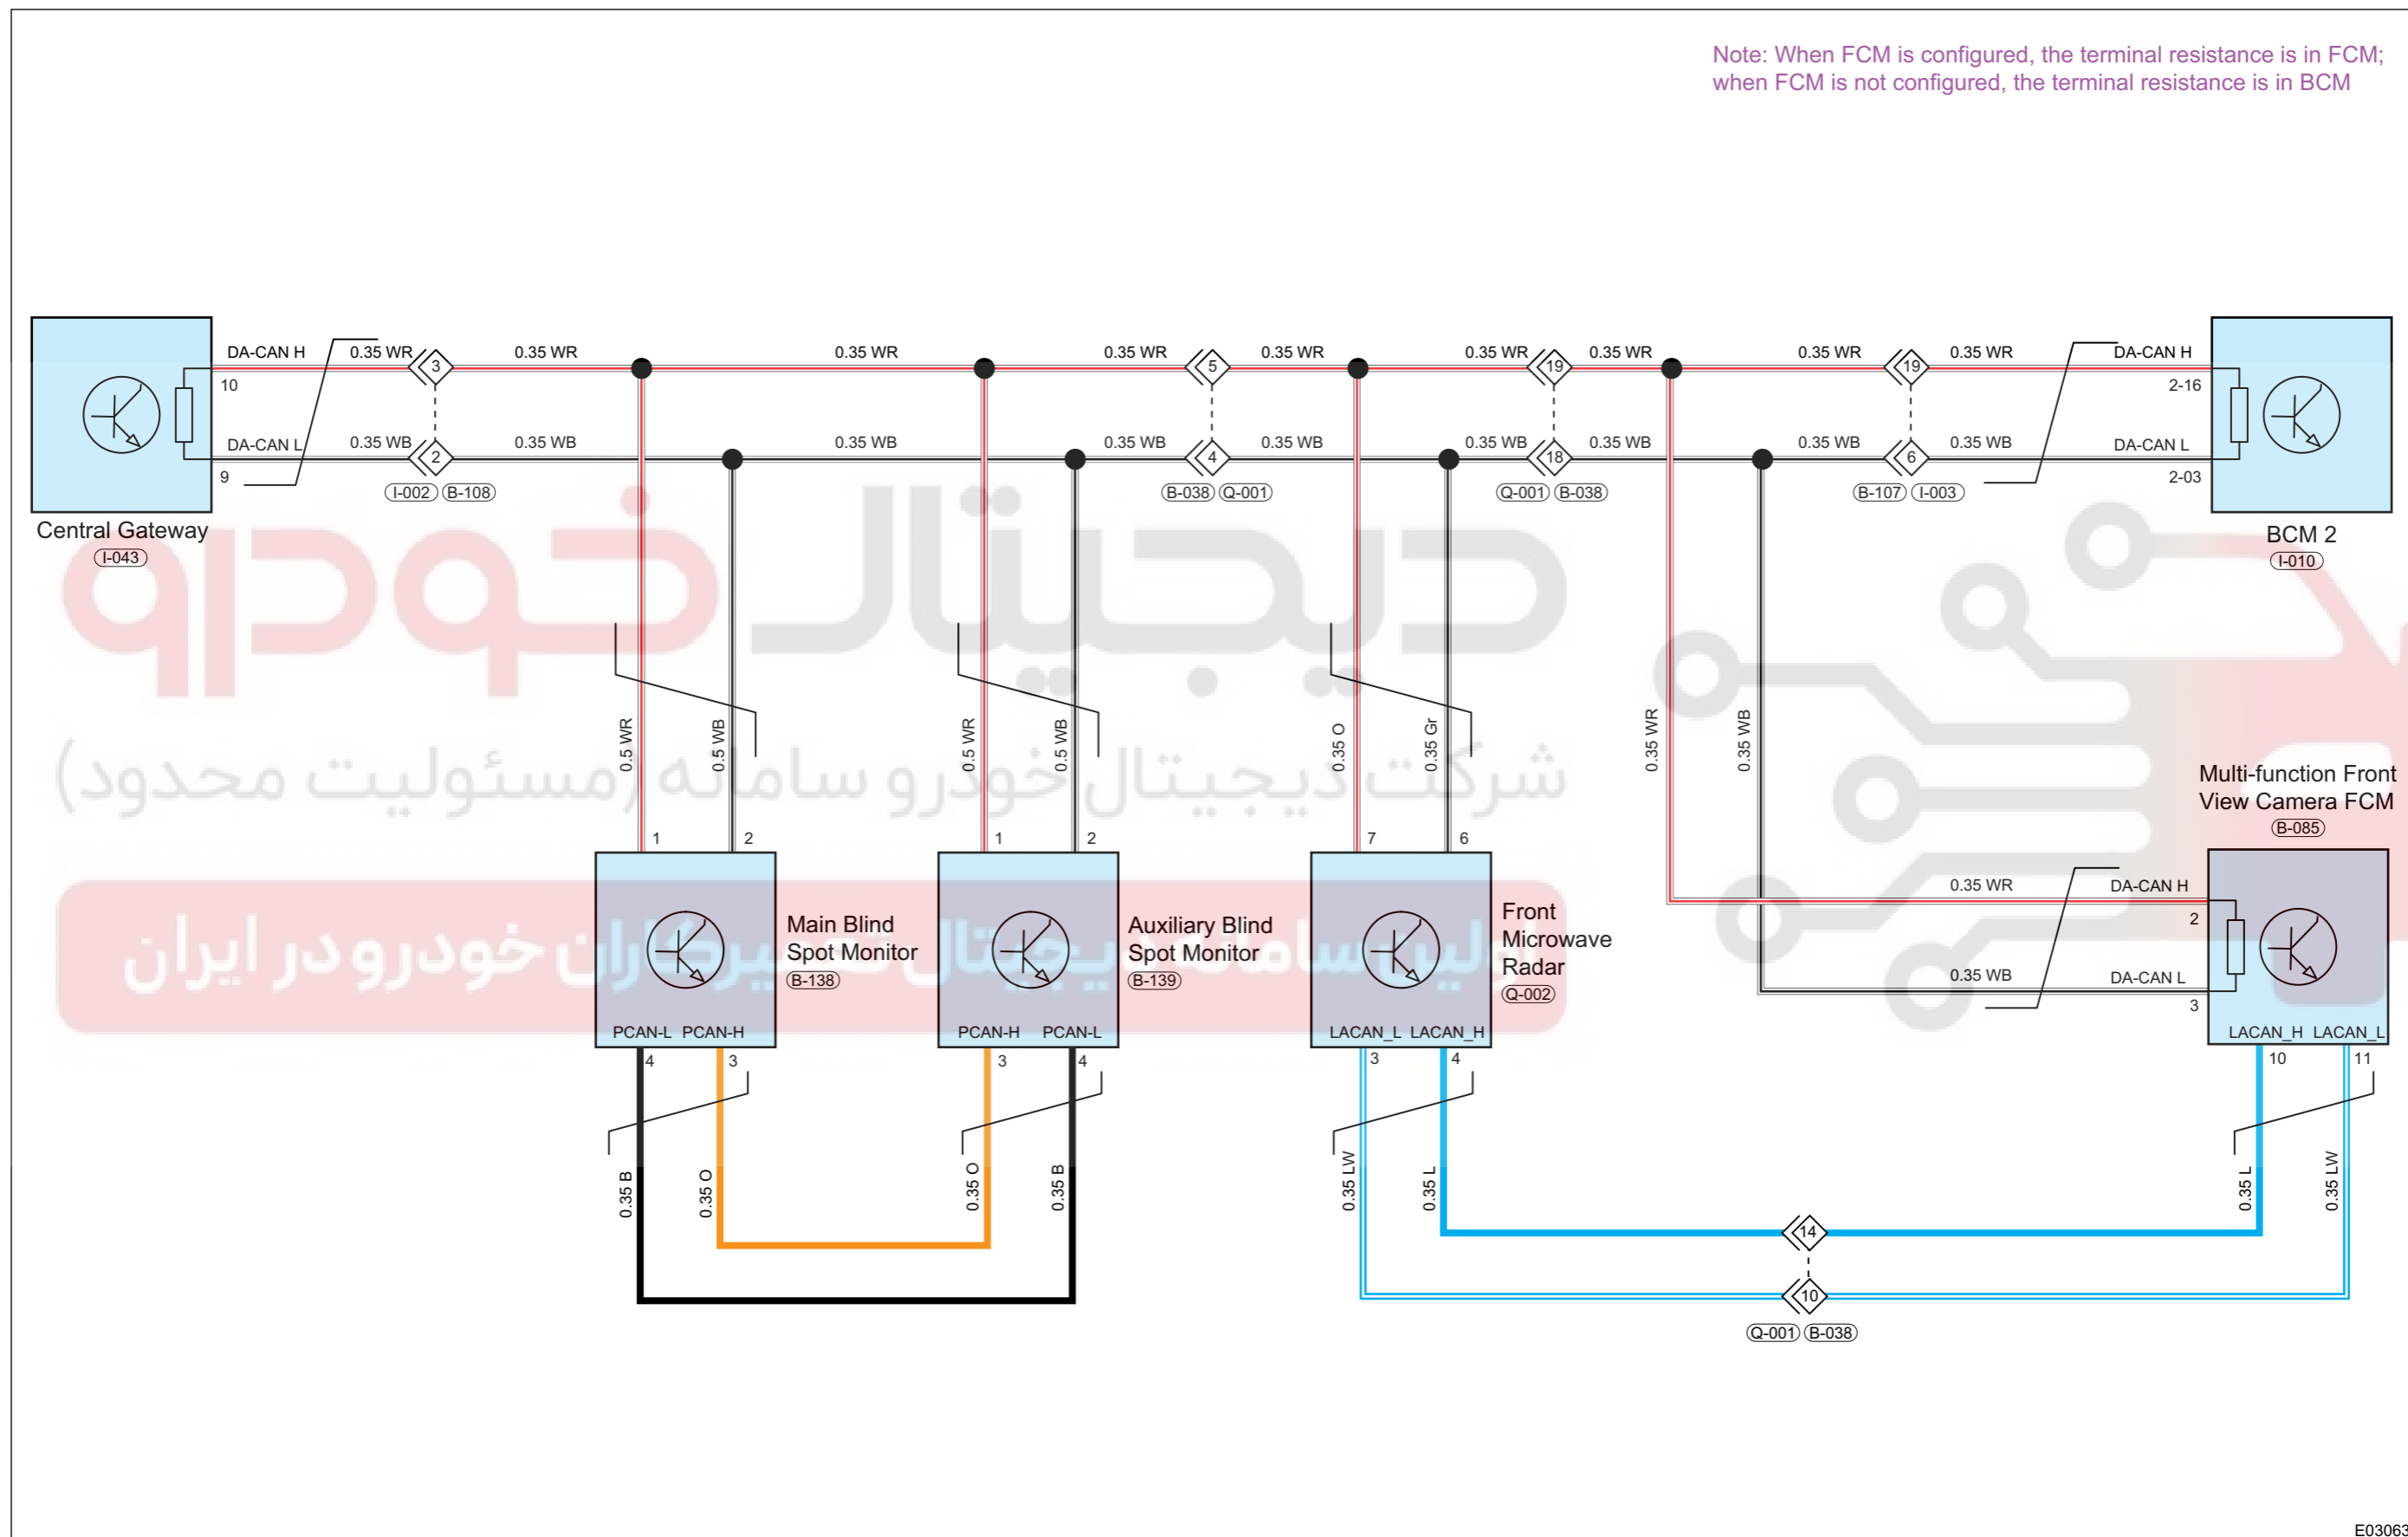 Note: When FCM is configured, the terminal resistance is in FCM;
when FCM is not configured, the terminal resistance is in BCM
DA-CAN H 0.35 WR 3 0.35 WR 0.35 WR 0.35 WR 5 0.35 WR 0.35 WR 19 0.35 WR 0.35 WR 19 0.35 WR DA-CAN H
10 2-16
DA-CAN L 0.35 WB 2 0.35 WB 0.35 WB 0.35 WB 4 0.35 WB 0.35 WB 18 0.35 WB 0.35 WB 6 0.35 WB DA-CAN L
9 2-03
I-002 B-108 B-038 Q-001 Q-001 B-038 B-107 I-003
Central Gateway
I-043
BCM 2
I-010
دیجیتال خودرو
شرکت دیجیتال خودرو سامانه (مسئولیت محدود)
0.5 WR 0.5 WB 0.5 WR 0.5 WB 0.35 O 0.35 Gr 0.35 WR 0.35 WB
Multi-function Front
View Camera FCM
B-085
1 2 1 2 7 6
اولین سامانه دیجیتال تعمیرکاران خودرو در ایران
Main Blind
Spot Monitor
B-138
Auxiliary Blind
Spot Monitor
B-139
Front
Microwave
Radar
Q-002
0.35 WR DA-CAN H
2
0.35 WB DA-CAN L
3
PCAN-L PCAN-H PCAN-H PCAN-L LACAN_L LACAN_H LACAN_H LACAN_L
4 3 3 4 3 4 10 11
0.35 B 0.35 O 0.35 O 0.35 B 0.35 LW 0.35 L 0.35 L 0.35 LW
14
10
Q-001 B-038
E03063